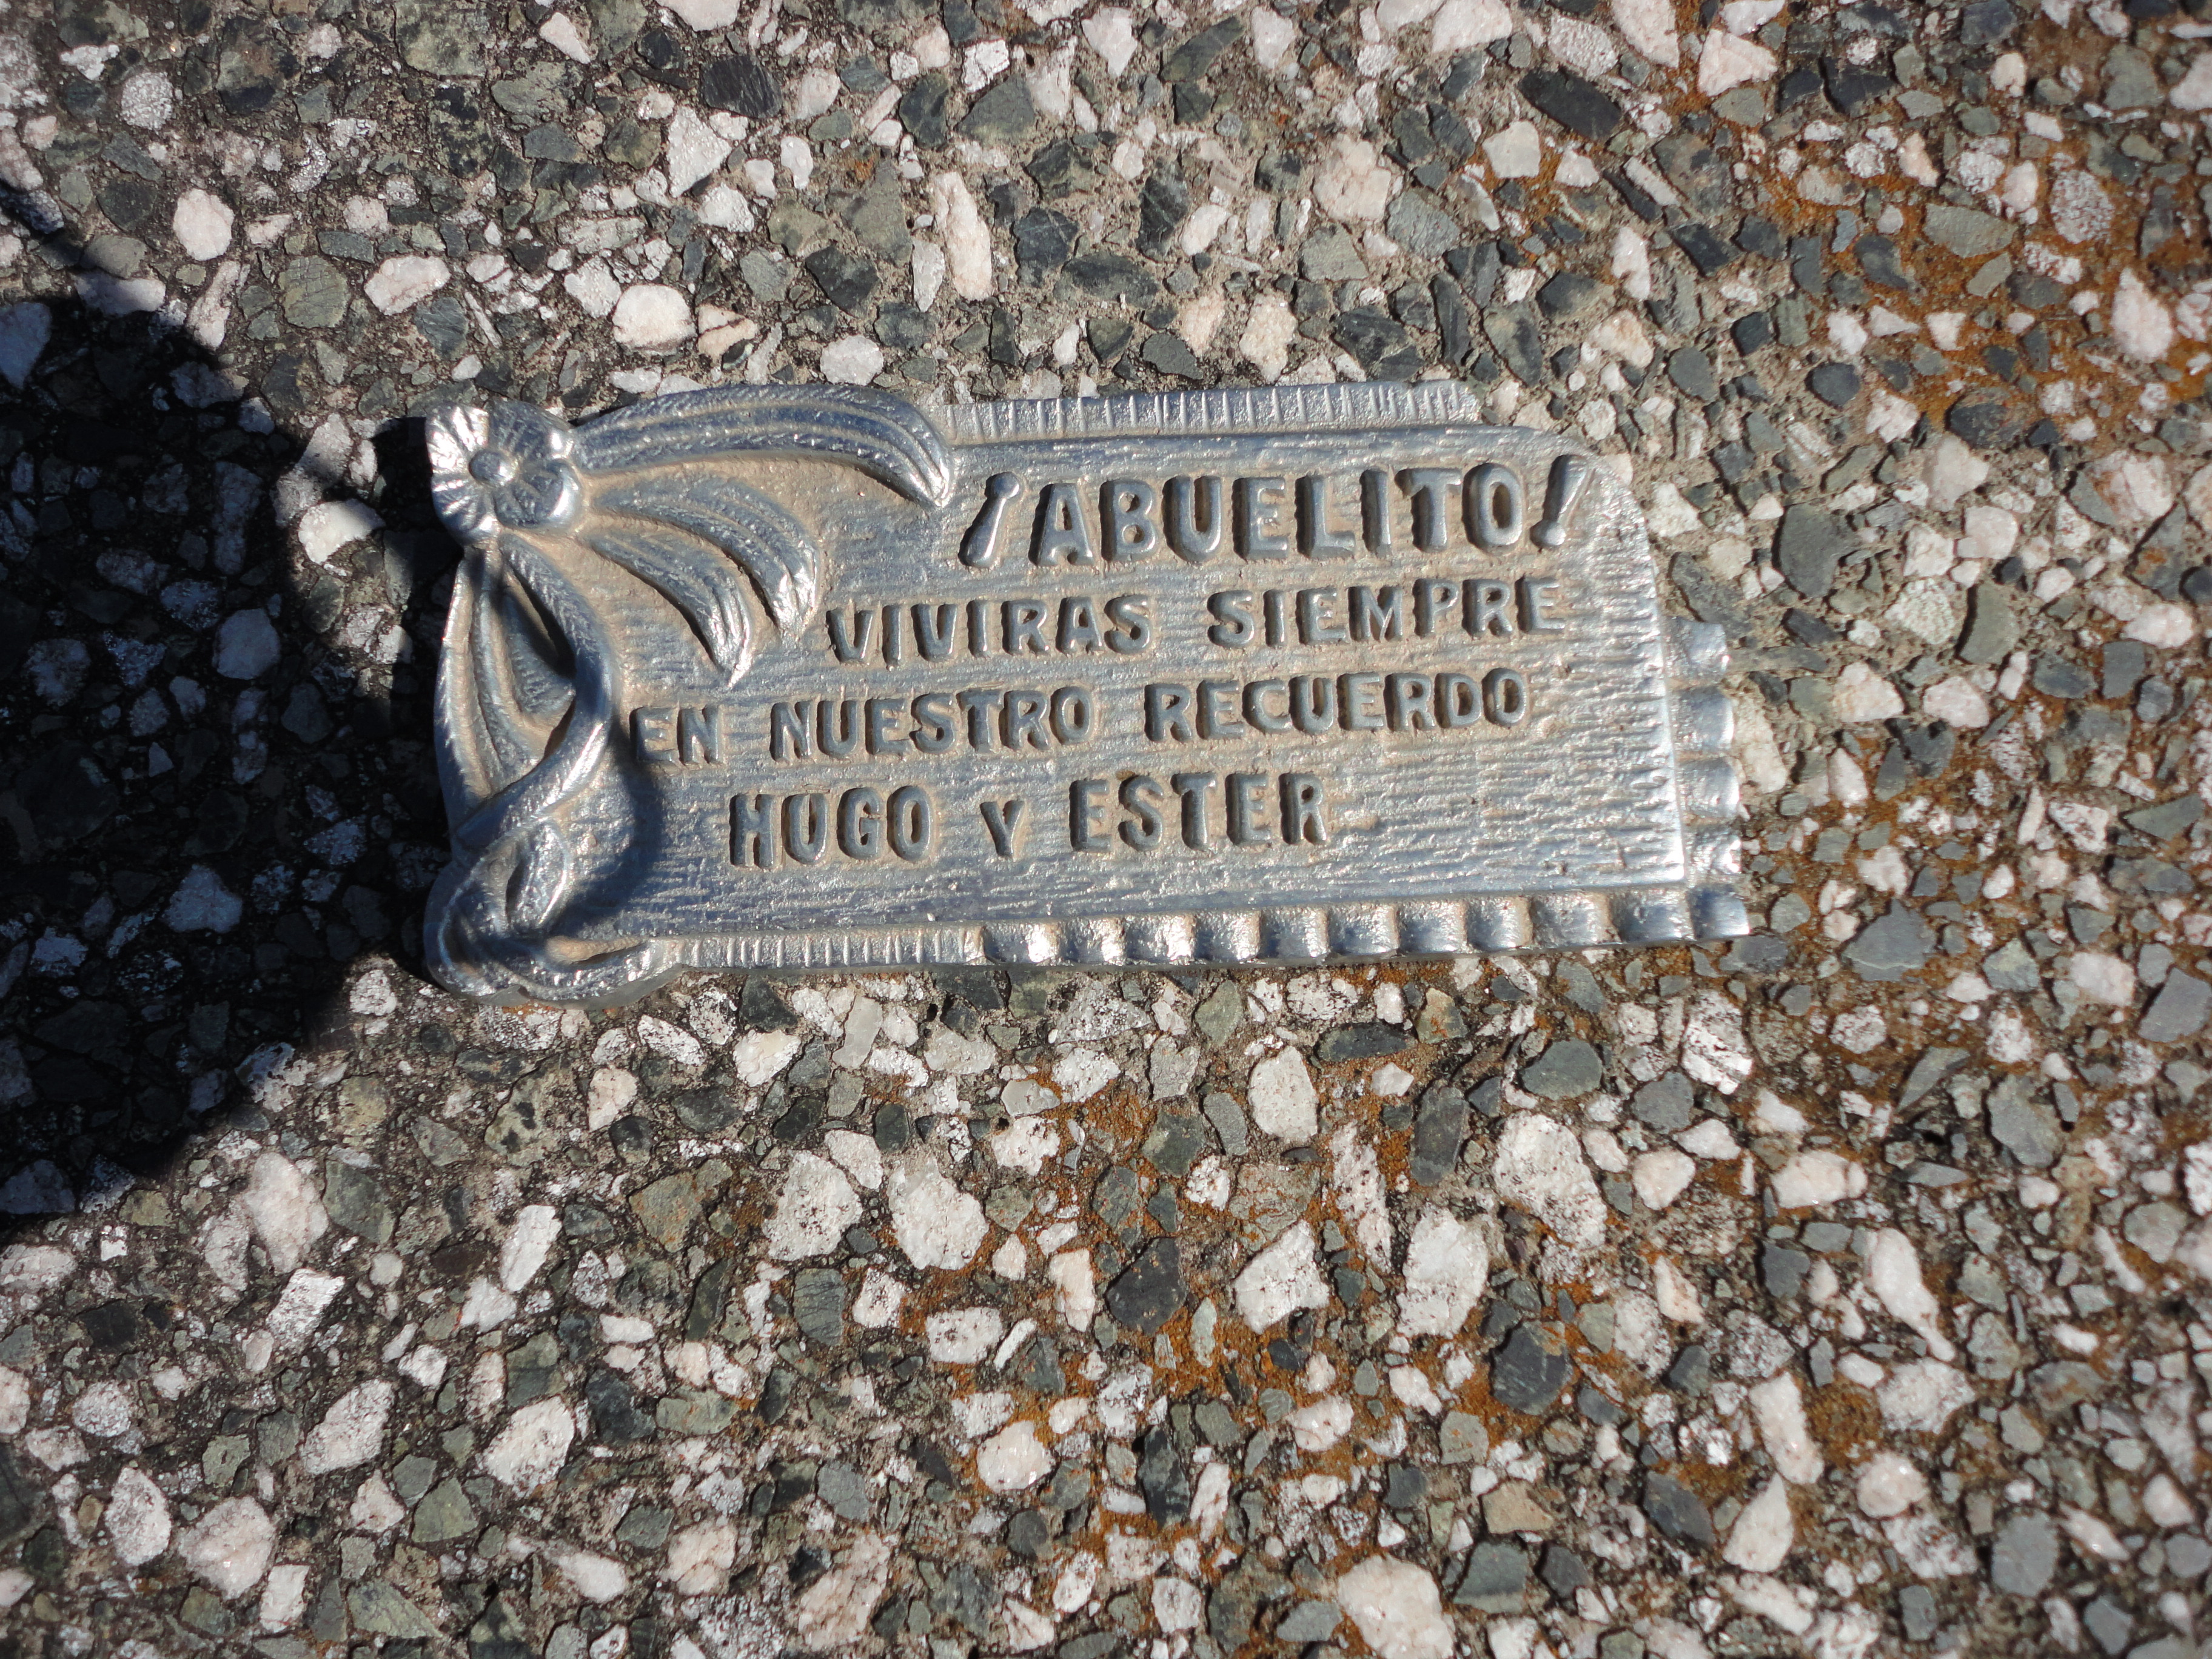 ¡ABUELITO!
VIVIRAS SIEMPRE
EN NUESTRO RECUERDO
HUGO Y ESTER